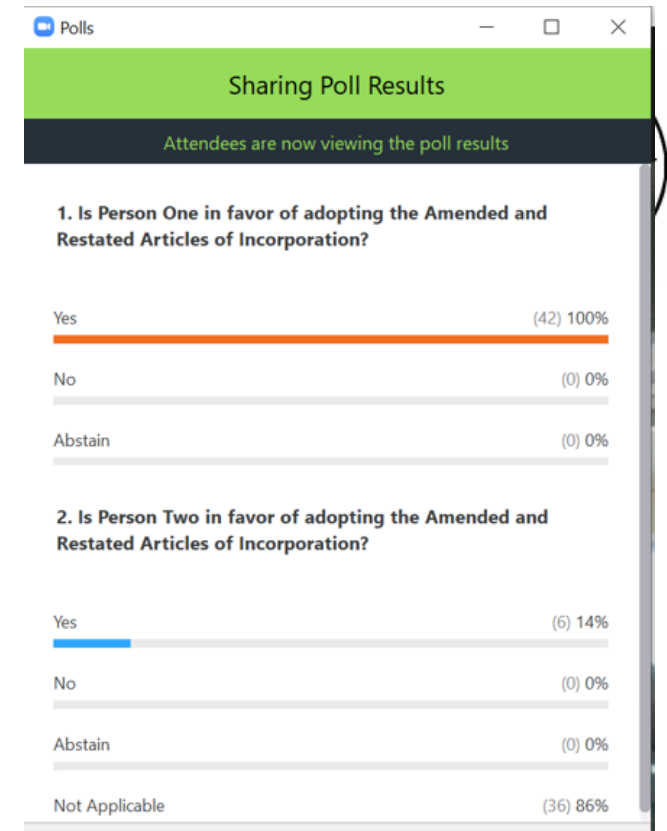 Polls
Sharing Poll Results
Attendees are now viewing the poll results
1. Is Person One in favor of adopting the Amended and
Restated Articles of Incorporation?
Yes (42) 100%
No (0) 0%
Abstain (0) 0%
2. Is Person Two in favor of adopting the Amended and
Restated Articles of Incorporation?
Yes (6) 14%
No (0) 0%
Abstain (0) 0%
Not Applicable (36) 86%